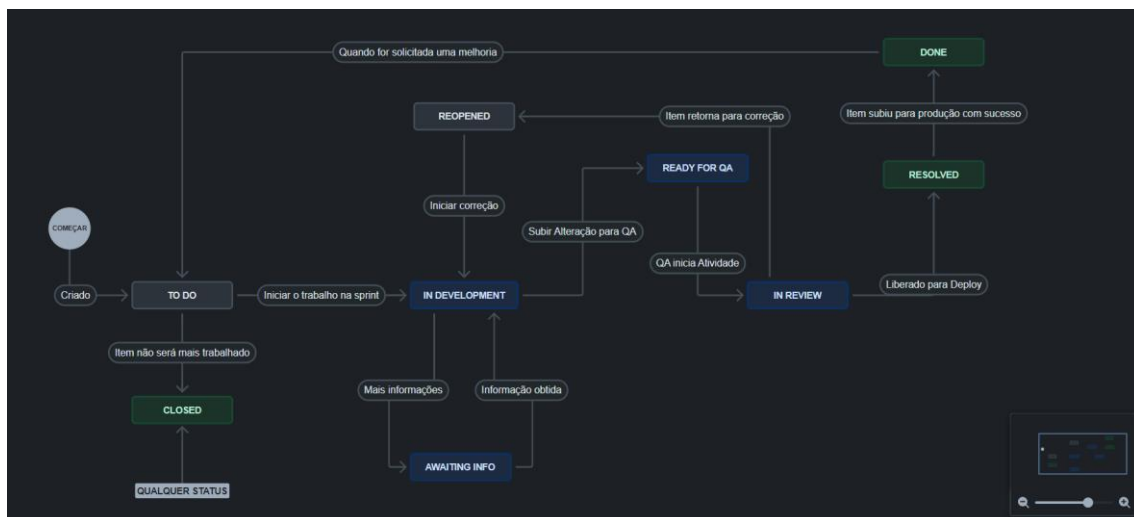 Quando for solicitada uma melhoria
DONE
REOPENED
Item retorna para correção
Item subiu para produção com sucesso
READY FOR QA
RESOLVED
Iniciar correção
COMEÇAR
Subir Alteração para QA
QA inicia Atividade
Criado
TO DO
Iniciar o trabalho na sprint
IN DEVELOPMENT
IN REVIEW
Liberado para Deploy
Item não será mais trabalhado
Mais informações
Informação obtida
CLOSED
AWAITING INFO
QUALQUER STATUS